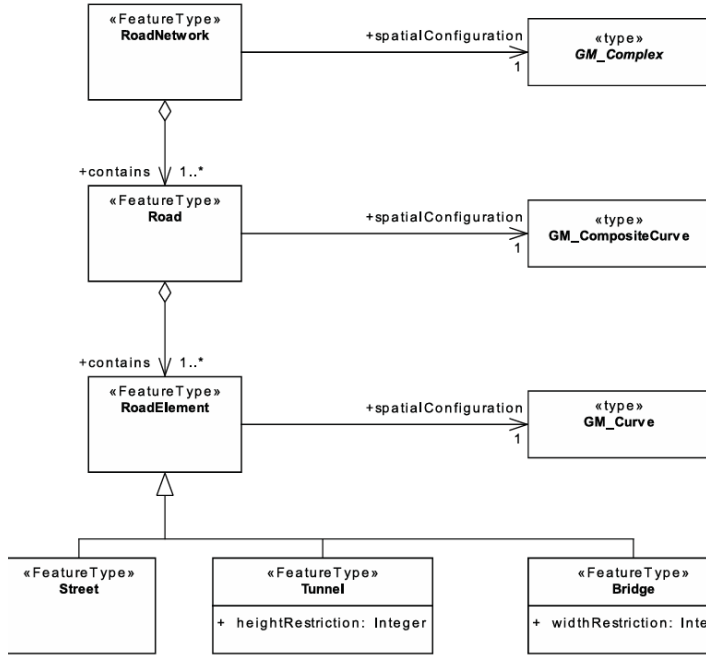 «FeatureType»
RoadNetwork
+spatialConfiguration
1
«type»
GM_Complex
+contains 1..*
«FeatureType»
Road
+spatialConfiguration
1
«type»
GM_CompositeCurve
+contains 1..*
«FeatureType»
RoadElement
+spatialConfiguration
1
«type»
GM_Curve
«FeatureType»
Street
«FeatureType»
Tunnel
+ heightRestriction: Integer
«FeatureType»
Bridge
+ widthRestriction: Inte